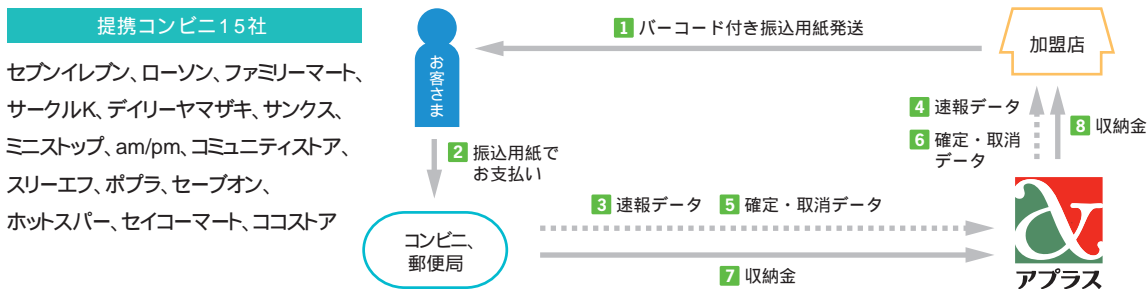 提携コンビニ15社
セブンイレブン、ローソン、ファミリーマート、
サークルK、デイリーヤマザキ、サンクス、
ミニストップ、am/pm、コミュニティストア、
スリーエフ、ポプラ、セーブオン、
ホットスパー、セイコーマート、ココストア
お客さま
1 バーコード付き振込用紙発送
加盟店
2 振込用紙で
お支払い
コンビニ、
郵便局
3 速報データ 5 確定・取消データ
7 収納金
4 速報データ
6 確定・取消
データ
8 収納金
&
アプラス